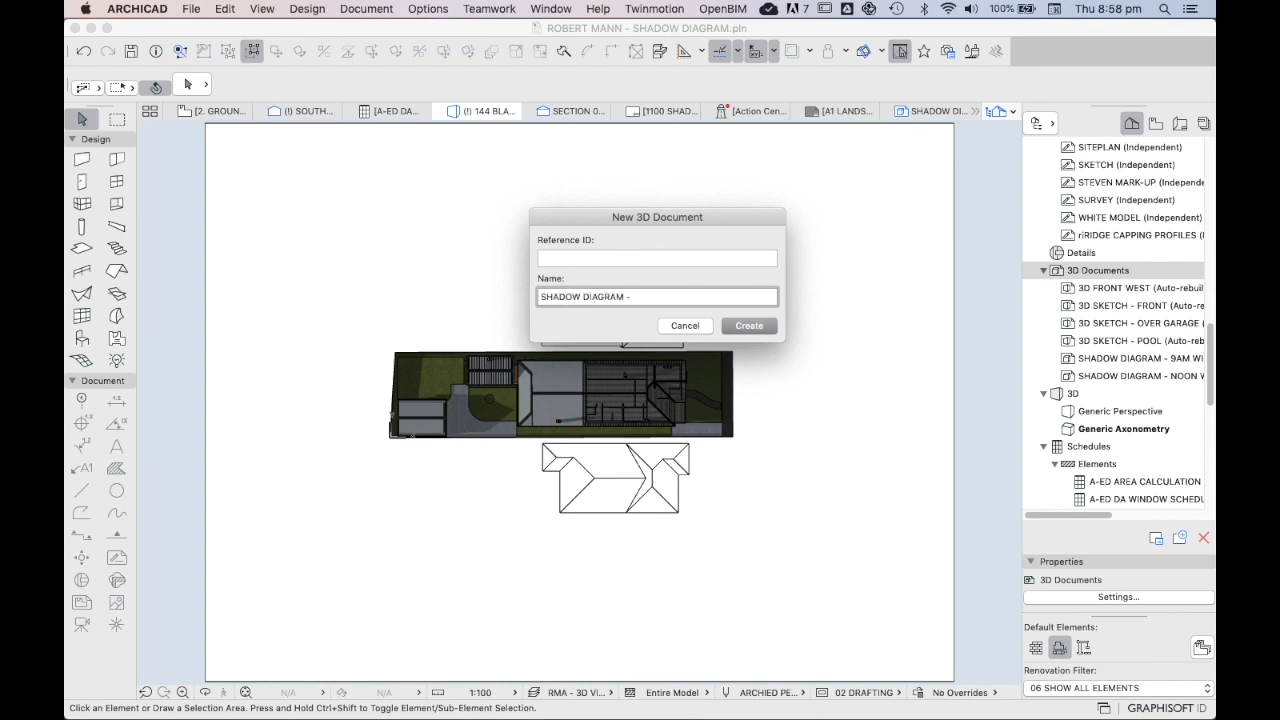 ARCHICAD File Edit View Design Document Options Teamwork Window Help Twinmotion OpenBIM 7 100% Thu 8:58 pm
ROBERT MANN - SHADOW DIAGRAM.pln
[2. GROUN... (!) SOUTH... [A-ED DA... (!) 144 BLA... SECTION 0... [1100 SHAD... [Action Cen... [A1 LANDS... SHADOW DI...
Design
Document
New 3D Document
Reference ID:
Name:
SHADOW DIAGRAM -
Cancel Create
SITEPLAN (Independent)
SKETCH (Independent)
STEVEN MARK-UP (Independe
SURVEY (Independent)
WHITE MODEL (Independent)
riRIDGE CAPPING PROFILES (I
Details
3D Documents
3D FRONT WEST (Auto-rebuil
3D SKETCH - FRONT (Auto-re
3D SKETCH - OVER GARAGE (
3D SKETCH - POOL (Auto-reb
SHADOW DIAGRAM - 9AM WI
SHADOW DIAGRAM - NOON W
3D
Generic Perspective
Generic Axonometry
Schedules
Elements
A-ED AREA CALCULATION
A-ED DA WINDOW SCHEDU
Properties
3D Documents
Settings...
Default Elements:
Renovation Filter:
06 SHOW ALL ELEMENTS
N/A N/A 1:100 RMA - 3D Vi... Entire Model ARCHIED PE... 02 DRAFTING No Overrides
Click an Element or Draw a Selection Area. Press and Hold Ctrl+Shift to Toggle Element/Sub-Element Selection.
GRAPHISOFT ID